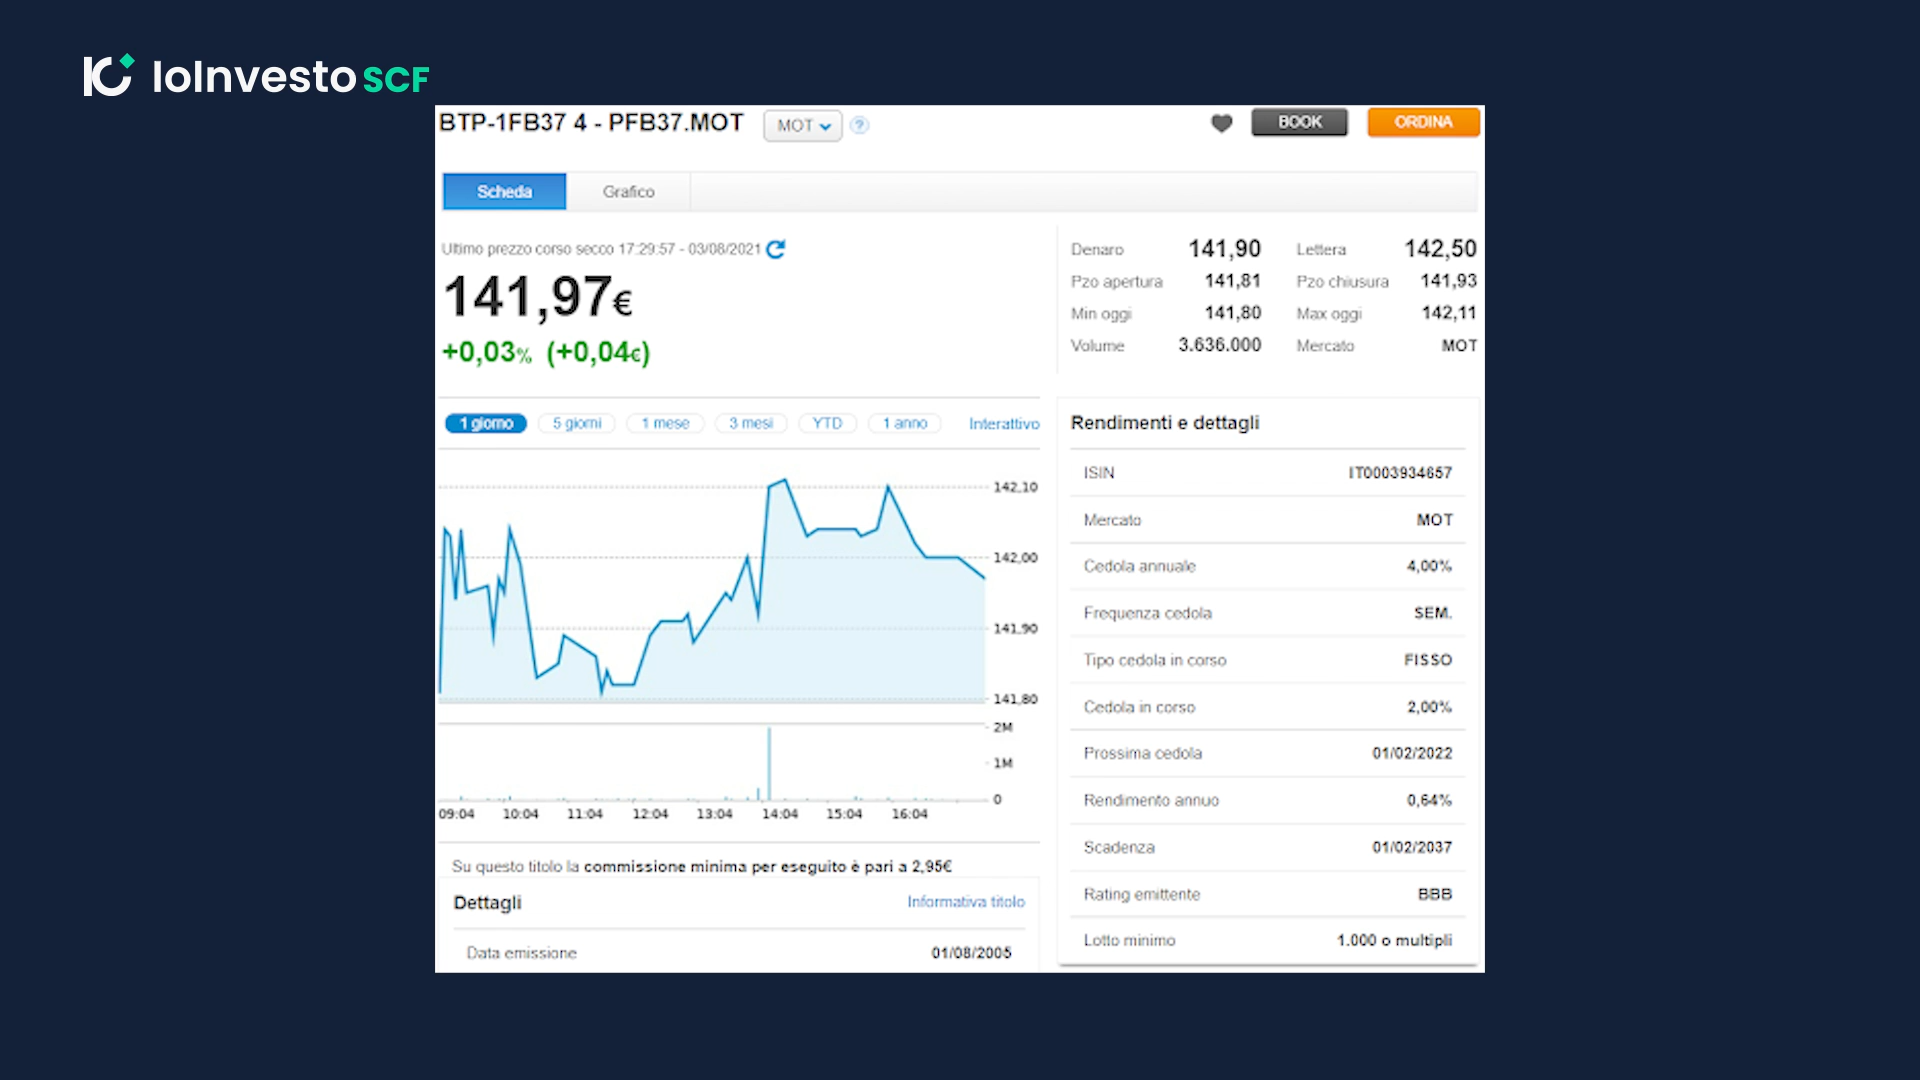 IoInvesto SCF
BTP-1FB37 4 - PFB37.MOT
MOT
?
BOOK
ORDINA
Scheda
Grafico
Ultimo prezzo corso secco 17:29:57 - 03/08/2021
141,97€
+0,03% (+0,04€)
Denaro 141,90 Lettera 142,50
Pzo apertura 141,81 Pzo chiusura 141,93
Min oggi 141,80 Max oggi 142,11
Volume 3.636.000 Mercato MOT
1 giorno 5 giorni 1 mese 3 mesi YTD 1 anno Interattivo
142,10
142,00
141,90
141,80
2M
1M
0
09:04 10:04 11:04 12:04 13:04 14:04 15:04 16:04
Su questo titolo la commissione minima per eseguito è pari a 2,95€
Dettagli Informativa titolo
Data emissione 01/08/2005
Rendimenti e dettagli
ISIN IT0003934657
Mercato MOT
Cedola annuale 4,00%
Frequenza cedola SEM.
Tipo cedola in corso FISSO
Cedola in corso 2,00%
Prossima cedola 01/02/2022
Rendimento annuo 0,64%
Scadenza 01/02/2037
Rating emittente BBB
Lotto minimo 1.000 o multipli